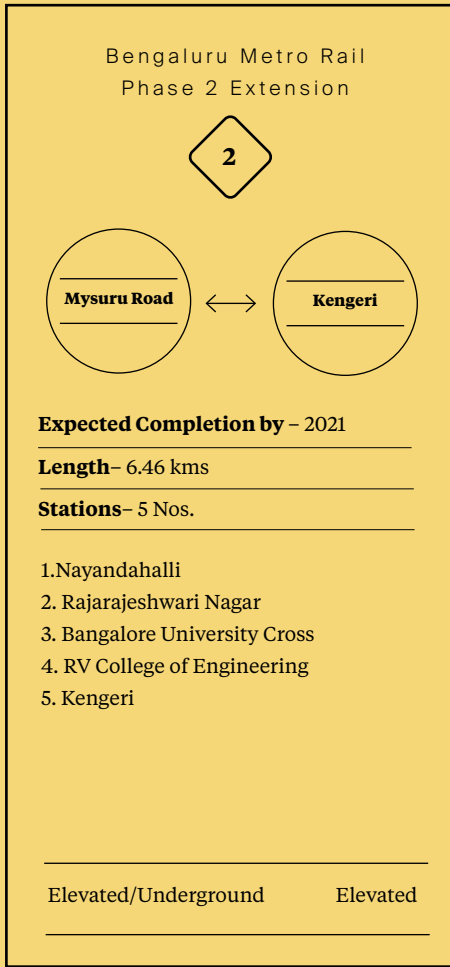 Bengaluru Metro Rail
Phase 2 Extension
2
Mysuru Road
Kengeri
Expected Completion by – 2021
Length– 6.46 kms
Stations– 5 Nos.
1.Nayandahalli
2. Rajarajeshwari Nagar
3. Bangalore University Cross
4. RV College of Engineering
5. Kengeri
Elevated/Underground Elevated